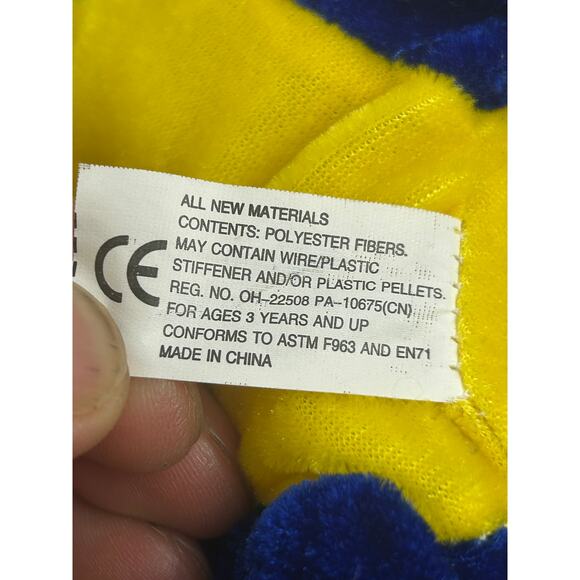 ALL NEW MATERIALS
CONTENTS: POLYESTER FIBERS.
MAY CONTAIN WIRE/PLASTIC
STIFFENER AND/OR PLASTIC PELLETS.
REG. NO. OH-22508 PA-10675(CN)
FOR AGES 3 YEARS AND UP
CONFORMS TO ASTM F963 AND EN71
MADE IN CHINA
CE